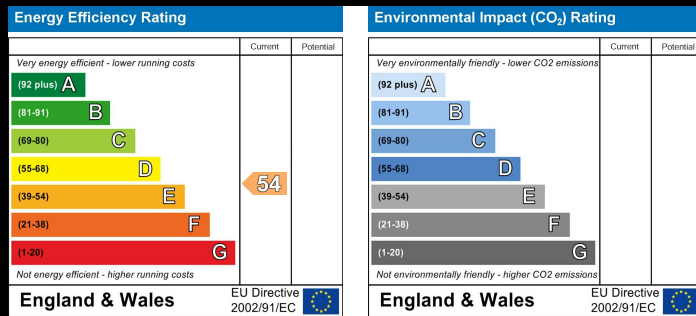 Energy Efficiency Rating
Current Potential
Very energy efficient - lower running costs
(92 plus) A
(81-91) B
(69-80) C
(55-68) D
(39-54) E
54
(21-38) F
(1-20) G
Not energy efficient - higher running costs
England & Wales
EU Directive
2002/91/EC
Environmental Impact (CO₂) Rating
Current Potential
Very environmentally friendly - lower CO2 emissions
(92 plus) A
(81-91) B
(69-80) C
(55-68) D
(39-54) E
(21-38) F
(1-20) G
Not environmentally friendly - higher CO2 emissions
England & Wales
EU Directive
2002/91/EC